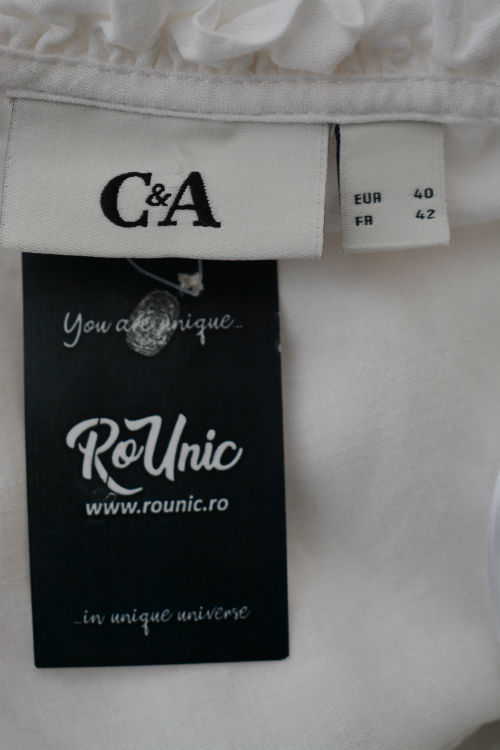 C&A
EUR 40
FR 42
You are unique...
RoUnic
www.rounic.ro
...in unique universe